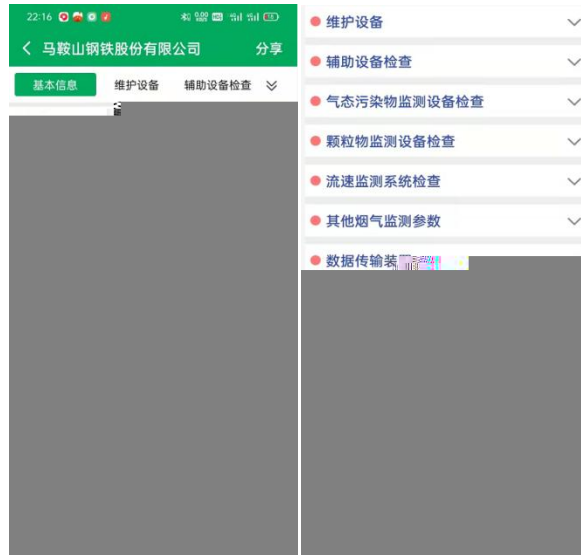 22:16
马鞍山钢铁股份有限公司
分享
基本信息 维护设备 辅助设备检查
维护设备
辅助设备检查
气态污染物监测设备检查
颗粒物监测设备检查
流速监测系统检查
其他烟气监测参数
数据传输装